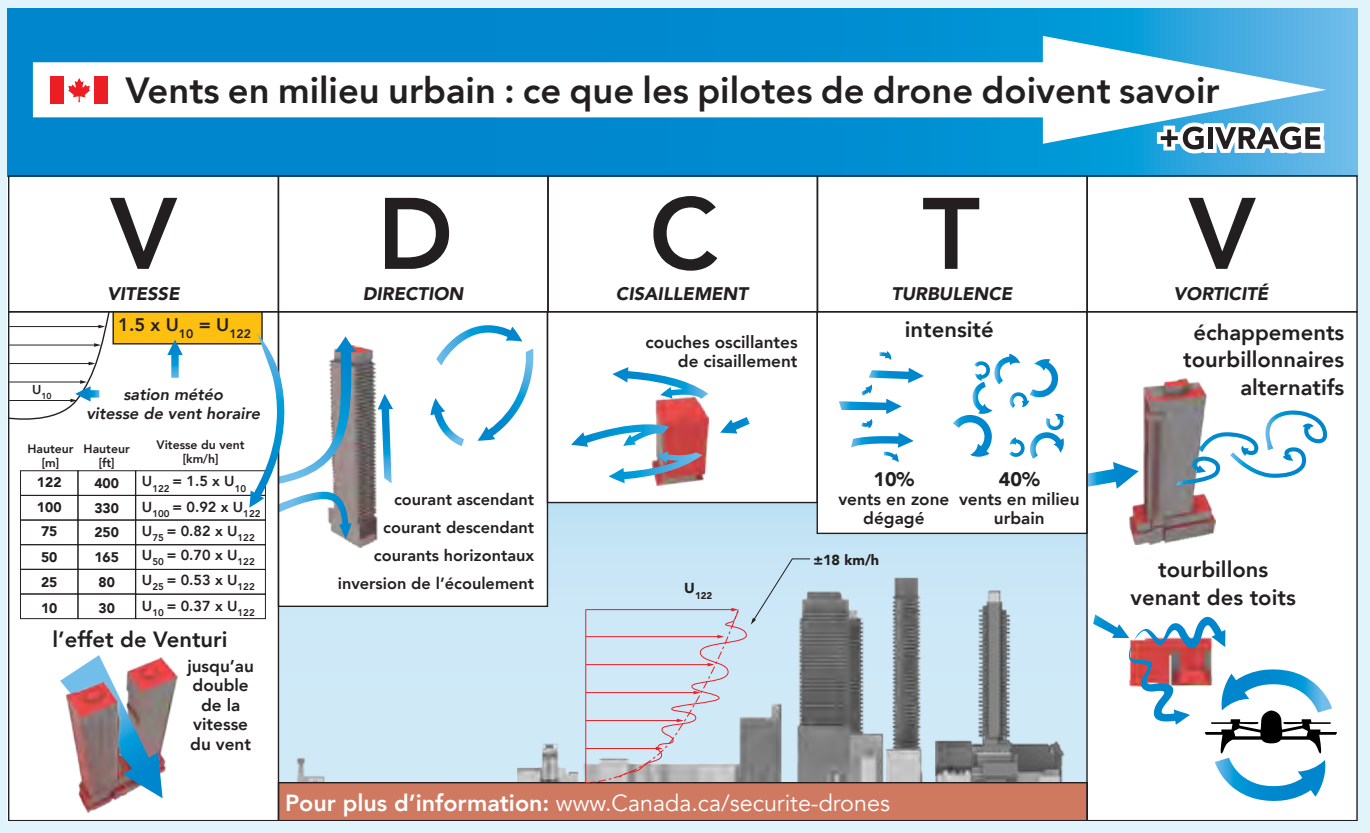 Vents en milieu urbain : ce que les pilotes de drone doivent savoir
+GIVRAGE
V
VITESSE
1.5 x U10 = U122
U10
sation météo
vitesse de vent horaire
Hauteur [m] Hauteur [ft] Vitesse du vent [km/h]
122 400 U122 = 1.5 x U10
100 330 U100 = 0.92 x U122
75 250 U75 = 0.82 x U122
50 165 U50 = 0.70 x U122
25 80 U25 = 0.53 x U122
10 30 U10 = 0.37 x U122
l'effet de Venturi
jusqu'au
double
de la
vitesse
du vent
D
DIRECTION
courant ascendant
courant descendant
courants horizontaux
inversion de l'écoulement
C
CISAILLEMENT
couches oscillantes
de cisaillement
T
TURBULENCE
intensité
10%
vents en zone
dégagé
40%
vents en milieu
urbain
V
VORTICITÉ
échappements
tourbillonnaires
alternatifs
tourbillons
venant des toits
U122
±18 km/h
Pour plus d'information: www.Canada.ca/securite-drones